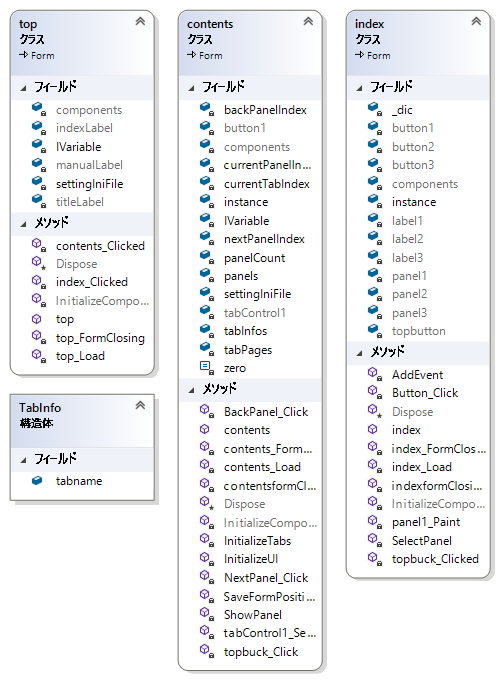 top
クラス
Form
フィールド
components
indexLabel
IVariable
manualLabel
settingIniFile
titleLabel
メソッド
contents_Clicked
Dispose
index_Clicked
InitializeCompo...
top
top_FormClosing
top_Load
TabInfo
構造体
フィールド
tabname
contents
クラス
Form
フィールド
backPanelIndex
button1
components
currentPanelIn...
currentTabIndex
instance
IVariable
nextPanelIndex
panelCount
panels
settingIniFile
tabControl1
tabInfos
tabPages
zero
メソッド
BackPanel_Click
contents
contents_Form...
contents_Load
contentsformCl...
Dispose
InitializeCompo...
InitializeTabs
InitializeUI
NextPanel_Click
SaveFormPositi...
ShowPanel
tabControl1_Se...
topbuck_Click
index
クラス
Form
フィールド
_dic
button1
button2
button3
components
instance
label1
label2
label3
panel1
panel2
panel3
topbutton
メソッド
AddEvent
Button_Click
Dispose
index
index_FormClos...
index_Load
indexformClosi...
InitializeCompo...
panel1_Paint
SelectPanel
topbuck_Clicked